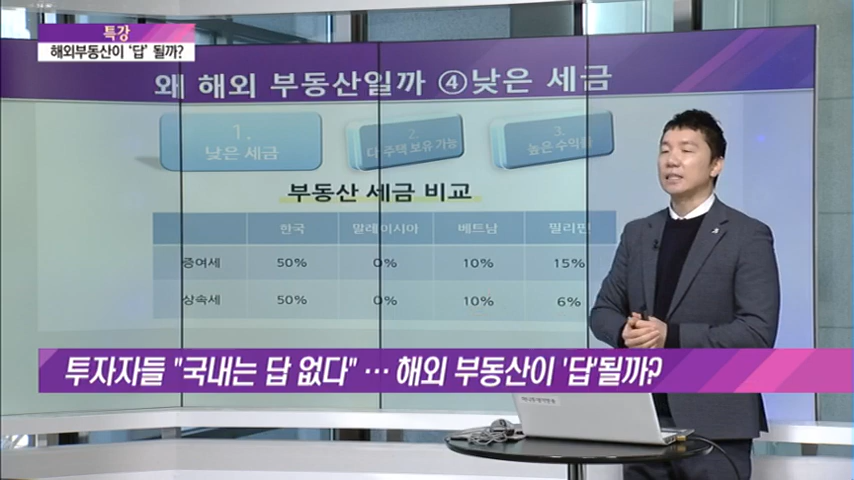 특강
해외부동산이 '답' 될까?
왜 해외 부동산일까 ④낮은 세금
1.
낮은 세금
2.
다 주택 보유 가능
3.
높은 수익률
부동산 세금 비교
한국 말레이시아 베트남 필리핀
증여세 50% 0% 10% 15%
상속세 50% 0% 10% 6%
투자자들 "국내는 답 없다" … 해외 부동산이 '답'될까?